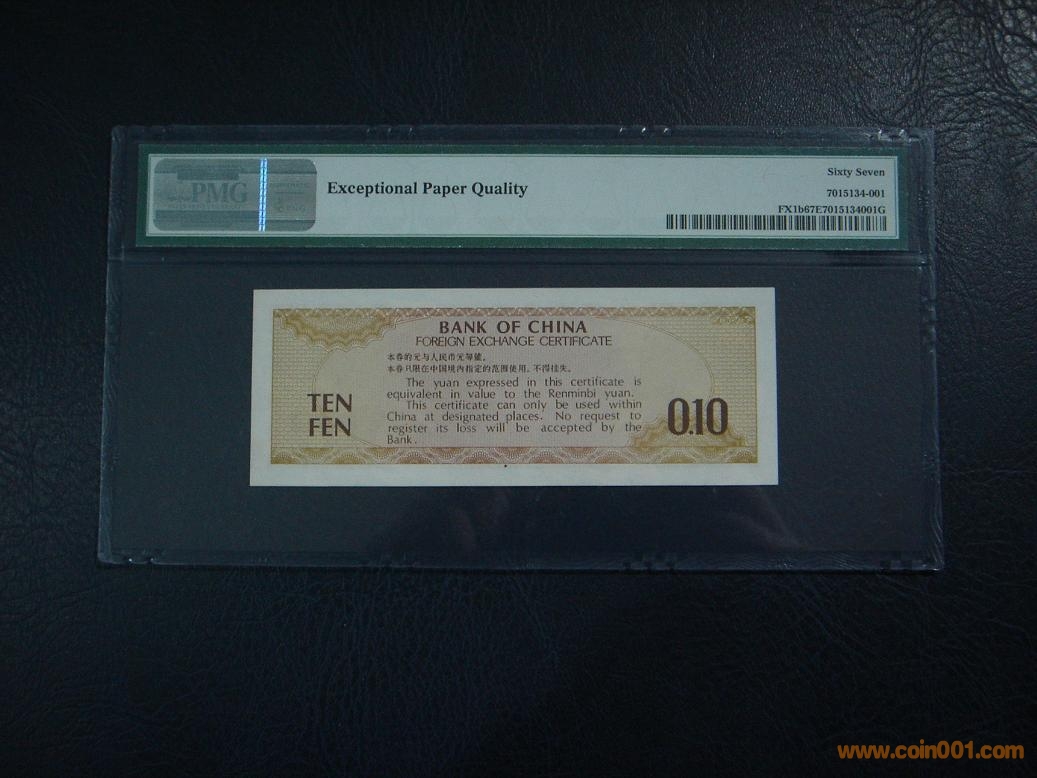 PMG
Exceptional Paper Quality
Sixty Seven
7015134-001
FX1b67E7015134001G
BANK OF CHINA
FOREIGN EXCHANGE CERTIFICATE
本券的元与人民币元等值。
本券只限在中国境内指定的范围使用。不得挂失。
The yuan expressed in this certificate is
equivalent in value to the Renminbi yuan.
This certificate can only be used within
China at designated places. No request to
register its loss will be accepted by the
Bank.
TEN
FEN
0.10
www.coin001.com